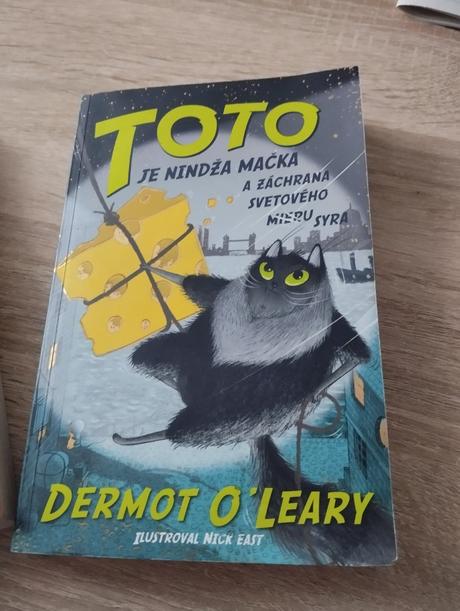 TOTO
JE NINDŽA MAČKA
A ZÁCHRANA
SVETOVÉHO
MIERU SYRA
DERMOT O'LEARY
ILUSTROVAL NICK EAST